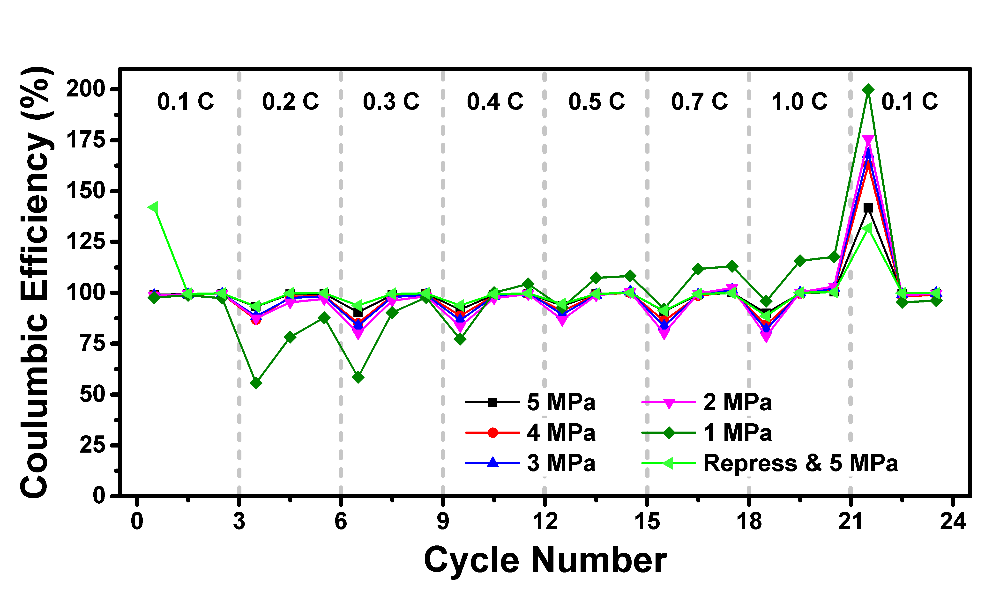 Coulumbic Efficiency (%)
200
175
150
125
100
75
50
25
0
0.1 C
0.2 C
0.3 C
0.4 C
0.5 C
0.7 C
1.0 C
0.1 C
5 MPa
2 MPa
4 MPa
1 MPa
3 MPa
Repress & 5 MPa
0
3
6
9
12
15
18
21
24
Cycle Number